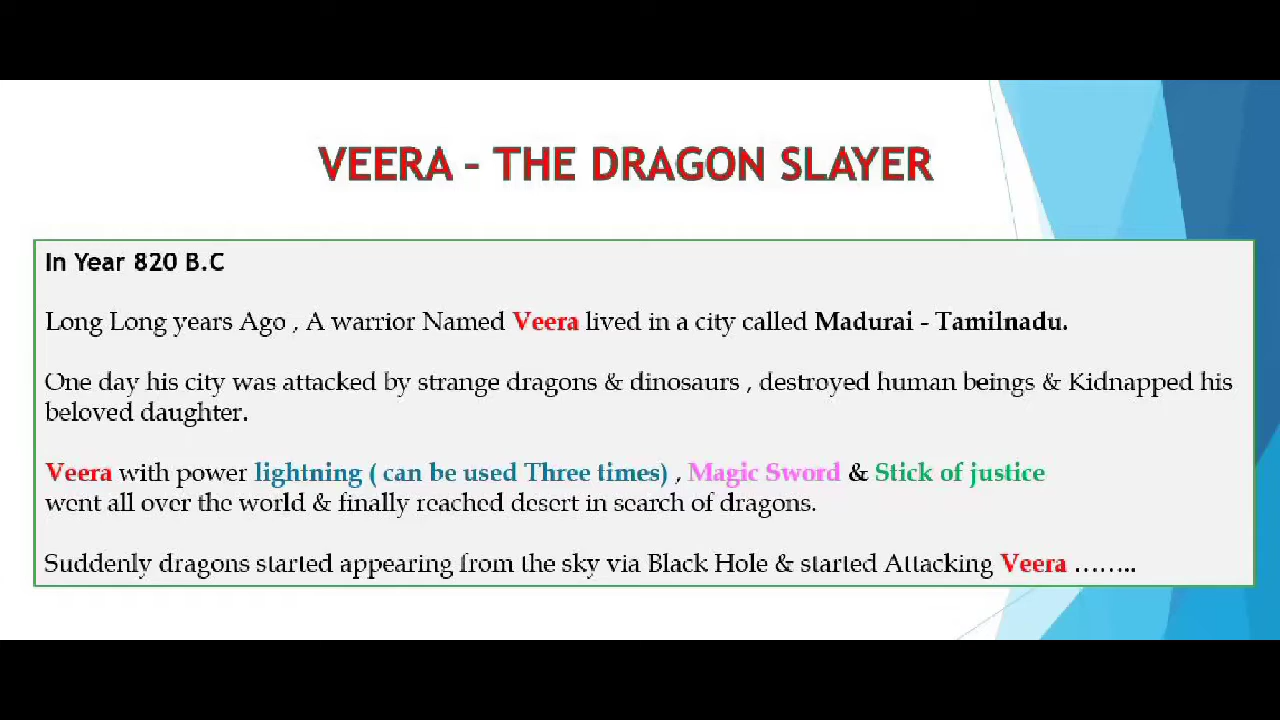 VEERA – THE DRAGON SLAYER
In Year 820 B.C
Long Long years Ago , A warrior Named Veera lived in a city called Madurai - Tamilnadu.
One day his city was attacked by strange dragons & dinosaurs , destroyed human beings & Kidnapped his
beloved daughter.
Veera with power lightning ( can be used Three times) , Magic Sword & Stick of justice
went all over the world & finally reached desert in search of dragons.
Suddenly dragons started appearing from the sky via Black Hole & started Attacking Veera ……..